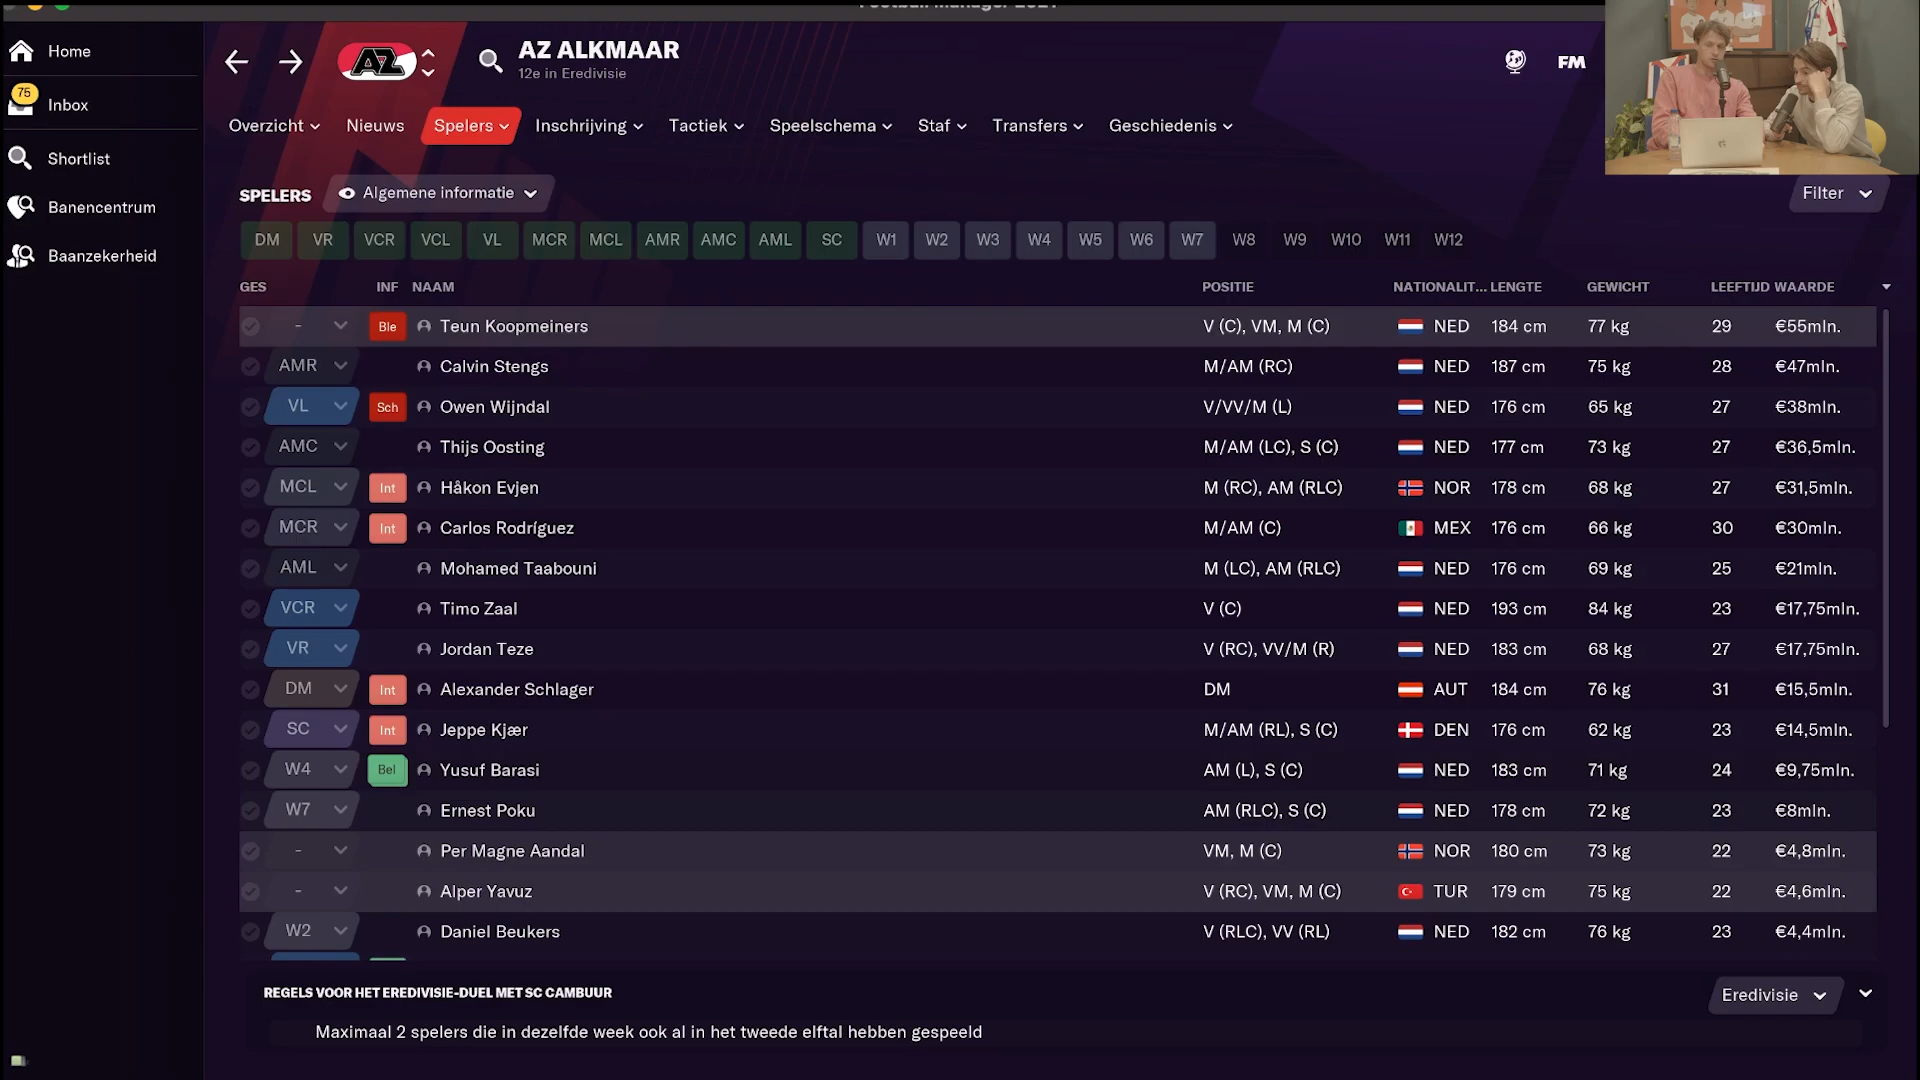 Football Manager 2021
Home
75
Inbox
Shortlist
Banencentrum
Baanzekerheid
AZ
AZ ALKMAAR
12e in Eredivisie
FM
Overzicht Nieuws Spelers Inschrijving Tactiek Speelschema Staf Transfers Geschiedenis
SPELERS Algemene informatie Filter
DM VR VCR VCL VL MCR MCL AMR AMC AML SC W1 W2 W3 W4 W5 W6 W7 W8 W9 W10 W11 W12
GES INF NAAM POSITIE NATIONALIT... LENGTE GEWICHT LEEFTIJD WAARDE
- Ble Teun Koopmeiners V (C), VM, M (C) NED 184 cm 77 kg 29 €55mln.
AMR Calvin Stengs M/AM (RC) NED 187 cm 75 kg 28 €47mln.
VL Sch Owen Wijndal V/VV/M (L) NED 176 cm 65 kg 27 €38mln.
AMC Thijs Oosting M/AM (LC), S (C) NED 177 cm 73 kg 27 €36,5mln.
MCL Int Håkon Evjen M (RC), AM (RLC) NOR 178 cm 68 kg 27 €31,5mln.
MCR Int Carlos Rodríguez M/AM (C) MEX 176 cm 66 kg 30 €30mln.
AML Mohamed Taabouni M (LC), AM (RLC) NED 176 cm 69 kg 25 €21mln.
VCR Timo Zaal V (C) NED 193 cm 84 kg 23 €17,75mln.
VR Jordan Teze V (RC), VV/M (R) NED 183 cm 68 kg 27 €17,75mln.
DM Int Alexander Schlager DM AUT 184 cm 76 kg 31 €15,5mln.
SC Int Jeppe Kjær M/AM (RL), S (C) DEN 176 cm 62 kg 23 €14,5mln.
W4 Bel Yusuf Barasi AM (L), S (C) NED 183 cm 71 kg 24 €9,75mln.
W7 Ernest Poku AM (RLC), S (C) NED 178 cm 72 kg 23 €8mln.
- Per Magne Aandal VM, M (C) NOR 180 cm 73 kg 22 €4,8mln.
- Alper Yavuz V (RC), VM, M (C) TUR 179 cm 75 kg 22 €4,6mln.
W2 Daniel Beukers V (RLC), VV (RL) NED 182 cm 76 kg 23 €4,4mln.
REGELS VOOR HET EREDIVISIE-DUEL MET SC CAMBUUR Eredivisie
Maximaal 2 spelers die in dezelfde week ook al in het tweede elftal hebben gespeeld